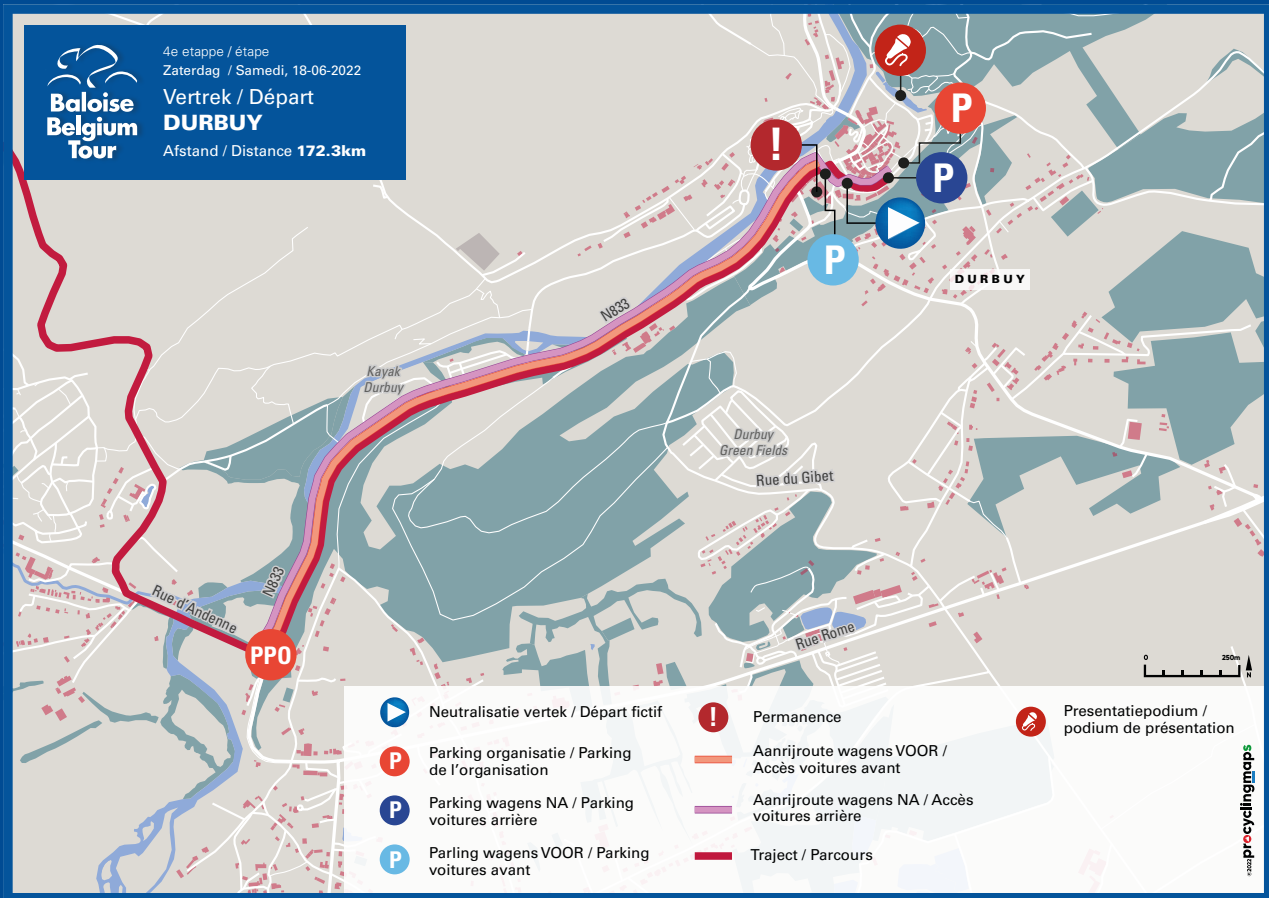 Baloise
Belgium
Tour
4e etappe / étape
Zaterdag / Samedi, 18-06-2022
Vertrek / Départ
DURBUY
Afstand / Distance 172.3km
!
P
P
P
DURBUY
N833
Kayak
Durbuy
Durbuy
Green Fields
Rue du Gibet
N833
Rue d'Andenne
PPO
Rue Rome
0 250m
N
Neutralisatie vertek / Départ fictif
P Parking organisatie / Parking
de l'organisation
P Parking wagens NA / Parking
voitures arrière
P Parling wagens VOOR / Parking
voitures avant
! Permanence
Aanrijroute wagens VOOR /
Accès voitures avant
Aanrijroute wagens NA / Accès
voitures arrière
Traject / Parcours
Presentatiepodium /
podium de présentation
©2022 procyclingmaps